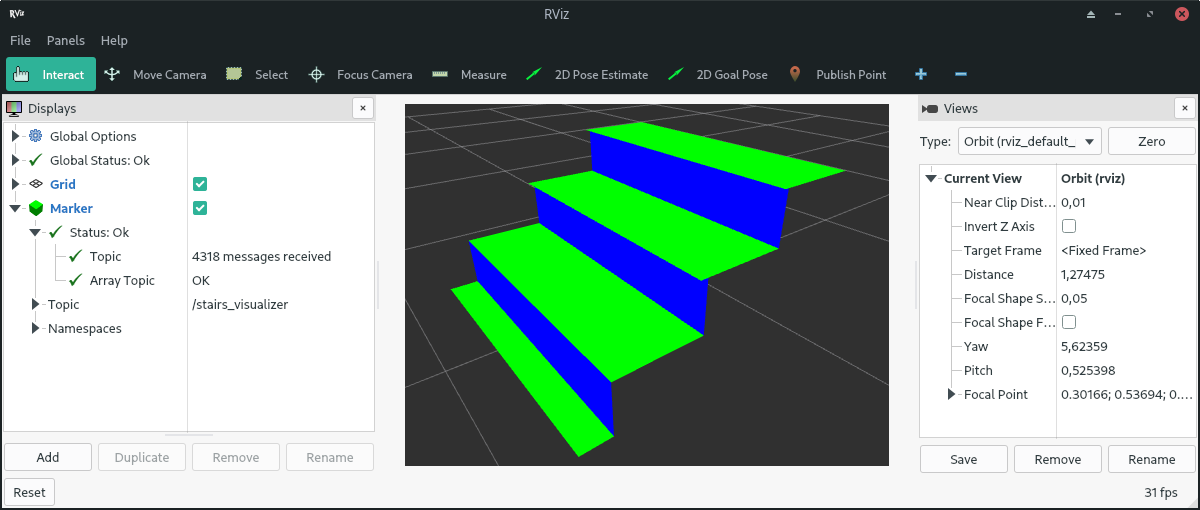 RViz
RViz
File Panels Help
Interact Move Camera Select Focus Camera Measure 2D Pose Estimate 2D Goal Pose Publish Point
Displays
Global Options
Global Status: Ok
Grid
Marker
Status: Ok
Topic 4318 messages received
Array Topic OK
Topic /stairs_visualizer
Namespaces
Add Duplicate Remove Rename
Reset
Views
Type: Orbit (rviz_default_ Zero
Current View Orbit (rviz)
Near Clip Dist... 0,01
Invert Z Axis
Target Frame <Fixed Frame>
Distance 1,27475
Focal Shape S... 0,05
Focal Shape F...
Yaw 5,62359
Pitch 0,525398
Focal Point 0.30166; 0.53694; 0....
Save Remove Rename
31 fps